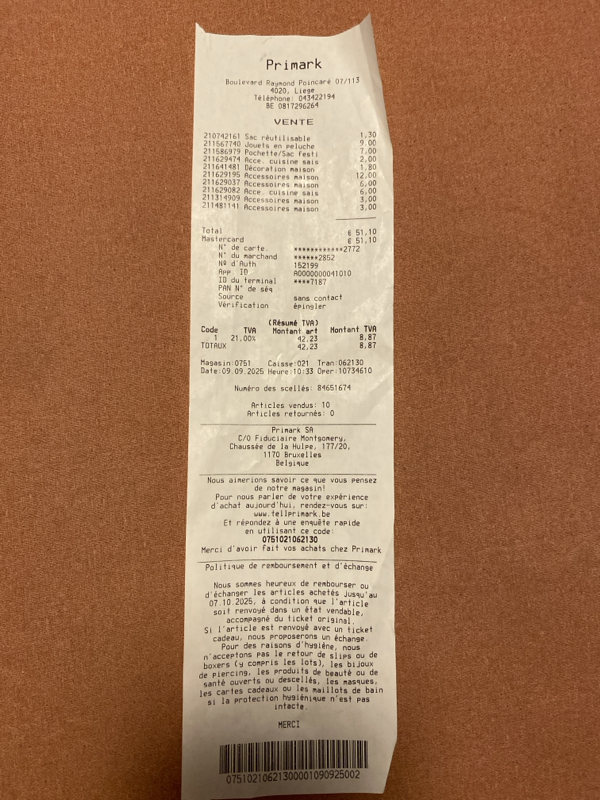 Primark
Boulevard Raymond Poincaré 07/113
4020, Liege
Téléphone: 043422194
BE 0817296264
VENTE
210742161 Sac réutilisable 1,30
211567740 Jouets en peluche 9,00
211586979 Pochette/Sac festi 7,00
211629474 Acce. cuisine sais 2,00
211641481 Décoration maison 1,80
211629195 Accessoires maison 12,00
211629037 Accessoires maison 6,00
211629082 Acce. cuisine sais 6,00
211314909 Accessoires maison 3,00
211481141 Accessoires maison 3,00
Total € 51,10
Mastercard € 51,10
N° de carte. ************2772
N° du marchand ******2852
Nº d'Auth 152199
App. ID A0000000041010
ID du terminal ****7187
PAN N° de séq
Source sans contact
Vérification épingler
(Résumé TVA)
Code TVA Montant art Montant TVA
1 21,00% 42,23 8,87
TOTAUX 42,23 8,87
Magasin:0751 Caisse:021 Tran:062130
Date:09.09.2025 Heure:10:33 Oper:10734610
Numéro des scellés: 84651674
Articles vendus: 10
Articles retournés: 0
Primark SA
C/O Fiduciaire Montgomery,
Chaussée de la Hulpe, 177/20,
1170 Bruxelles
Belgique
Nous aimerions savoir ce que vous pensez
de notre magasin!
Pour nous parler de votre expérience
d'achat aujourd'hui, rendez-vous sur:
www.tellprimark.be
Et répondez à une enquête rapide
en utilisant ce code:
0751021062130
Merci d'avoir fait vos achats chez Primark
Politique de remboursement et d'échange
Nous sommes heureux de rembourser ou
d'échanger les articles achetés jusqu'au
07.10.2025, à condition que l'article
soit renvoyé dans un état vendable,
accompagné du ticket original.
Si l'article est renvoyé avec un ticket
cadeau, nous proposerons un échange.
Pour des raisons d'hygiène, nous
n'acceptons pas le retour de slips ou de
boxers (y compris les lots), les bijoux
de piercing, les produits de beauté ou de
santé ouverts ou descellés, les masques,
les cartes cadeaux ou les maillots de bain
si la protection hygiénique n'est pas
intacte.
MERCI
07510210621300001090925002